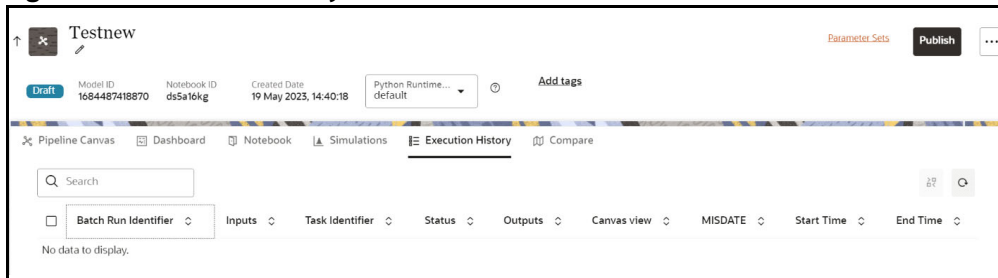 Testnew
Parameter Sets
Publish
Draft
Model ID
1684487418870
Notebook ID
ds5a16kg
Created Date
19 May 2023, 14:40:18
Python Runtime...
default
Add tags
Pipeline Canvas Dashboard Notebook Simulations Execution History Compare
Search
Batch Run Identifier Inputs Task Identifier Status Outputs Canvas view MISDATE Start Time End Time
No data to display.